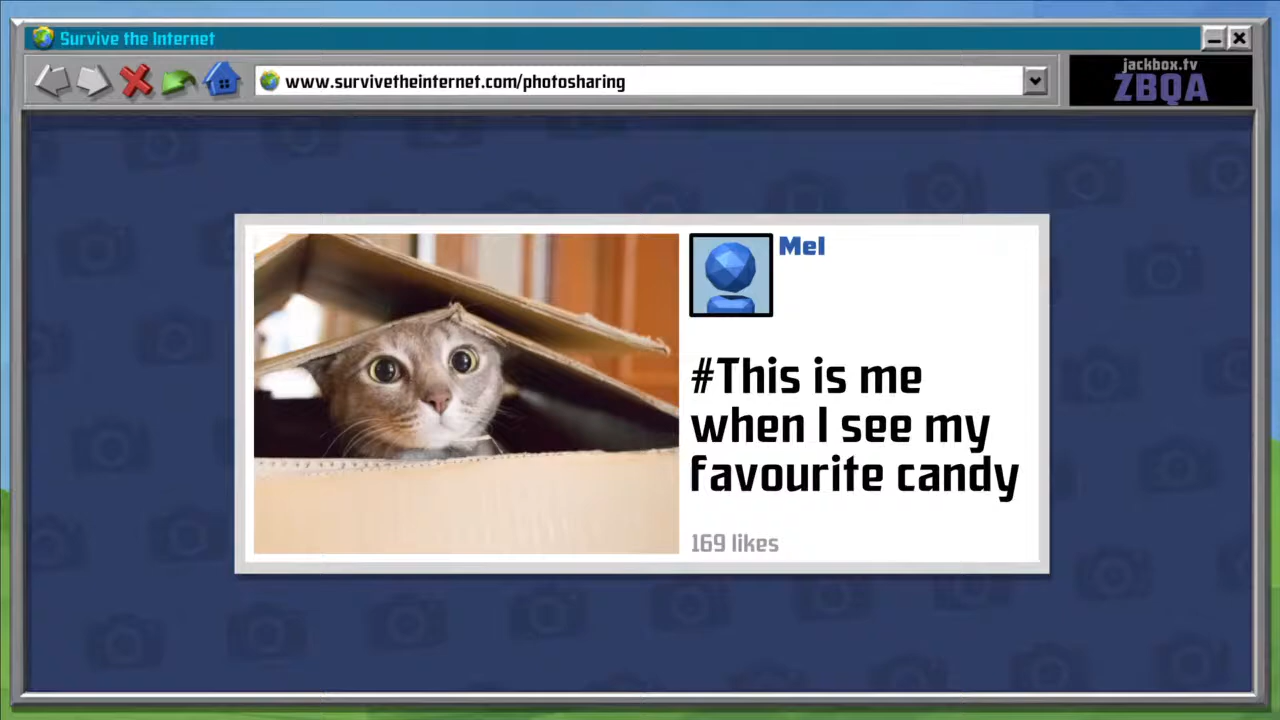 Survive the Internet
www.survivetheinternet.com/photosharing
jackbox.tv
ZBQA
Mel
#This is me
when I see my
favourite candy
169 likes